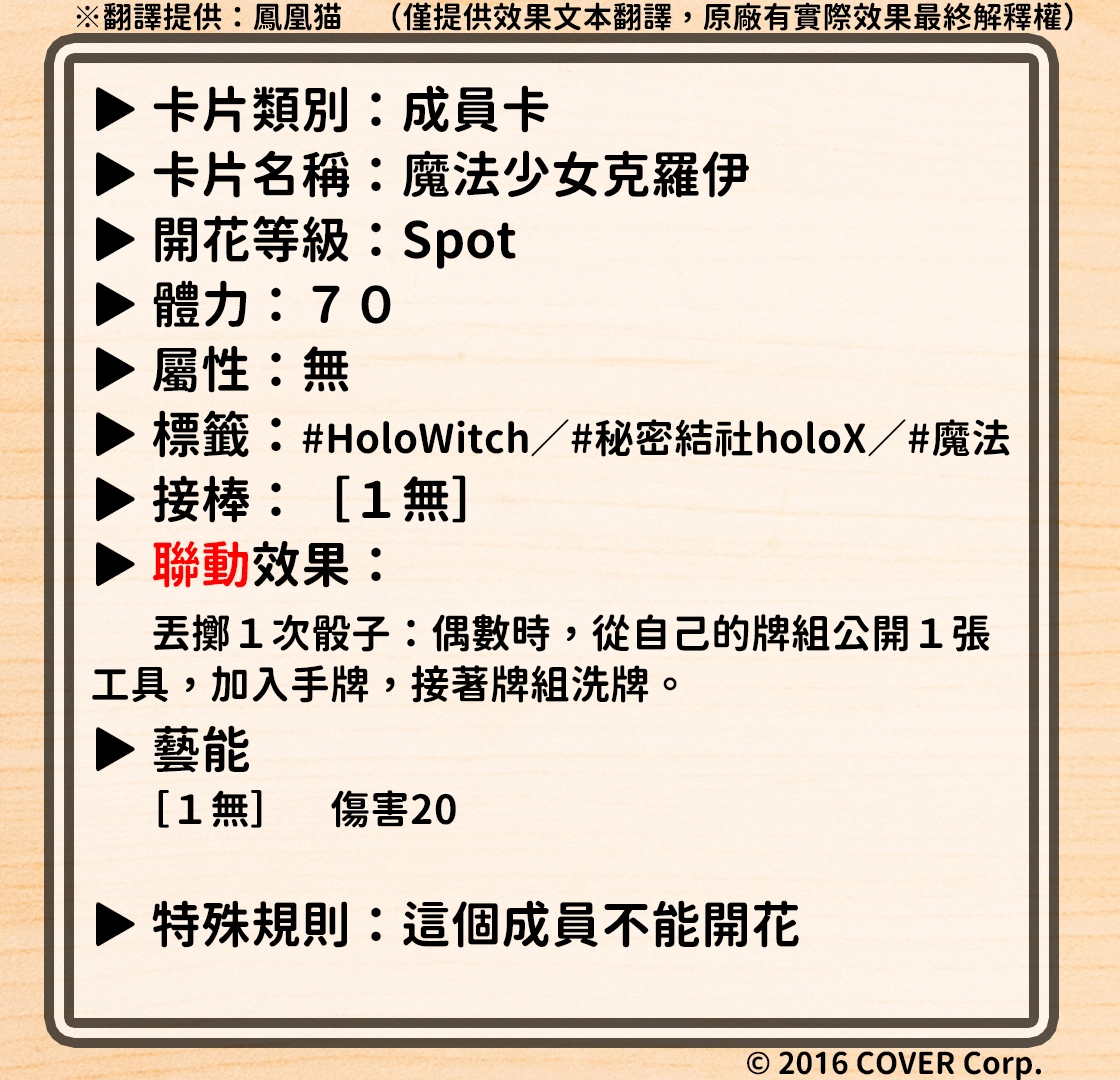 ※翻譯提供：鳳凰猫　（僅提供效果文本翻譯，原廠有實際效果最終解釋權）
▶ 卡片類別：成員卡
▶ 卡片名稱：魔法少女克羅伊
▶ 開花等級：Spot
▶ 體力：７０
▶ 屬性：無
▶ 標籤：#HoloWitch／#秘密結社holoX／#魔法
▶ 接棒：［１無］
▶ 聯動效果：
丟擲１次骰子：偶數時，從自己的牌組公開１張
工具，加入手牌，接著牌組洗牌。
▶ 藝能
［１無］　傷害20
▶ 特殊規則：這個成員不能開花
© 2016 COVER Corp.